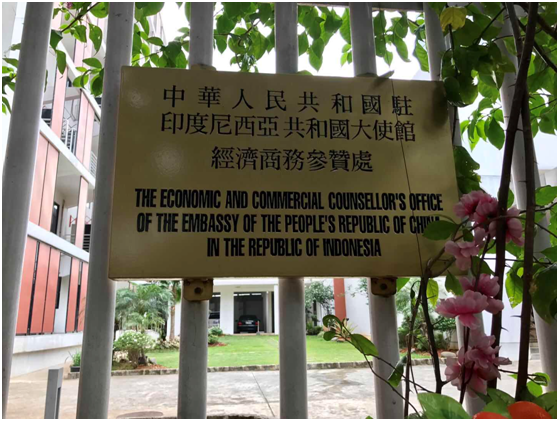 中華人民共和國駐
印度尼西亞共和國大使館
經濟商務參贊處
THE ECONOMIC AND COMMERCIAL COUNSELLOR'S OFFICE
OF THE EMBASSY OF THE PEOPLE'S REPUBLIC OF CHINA
IN THE REPUBLIC OF INDONESIA